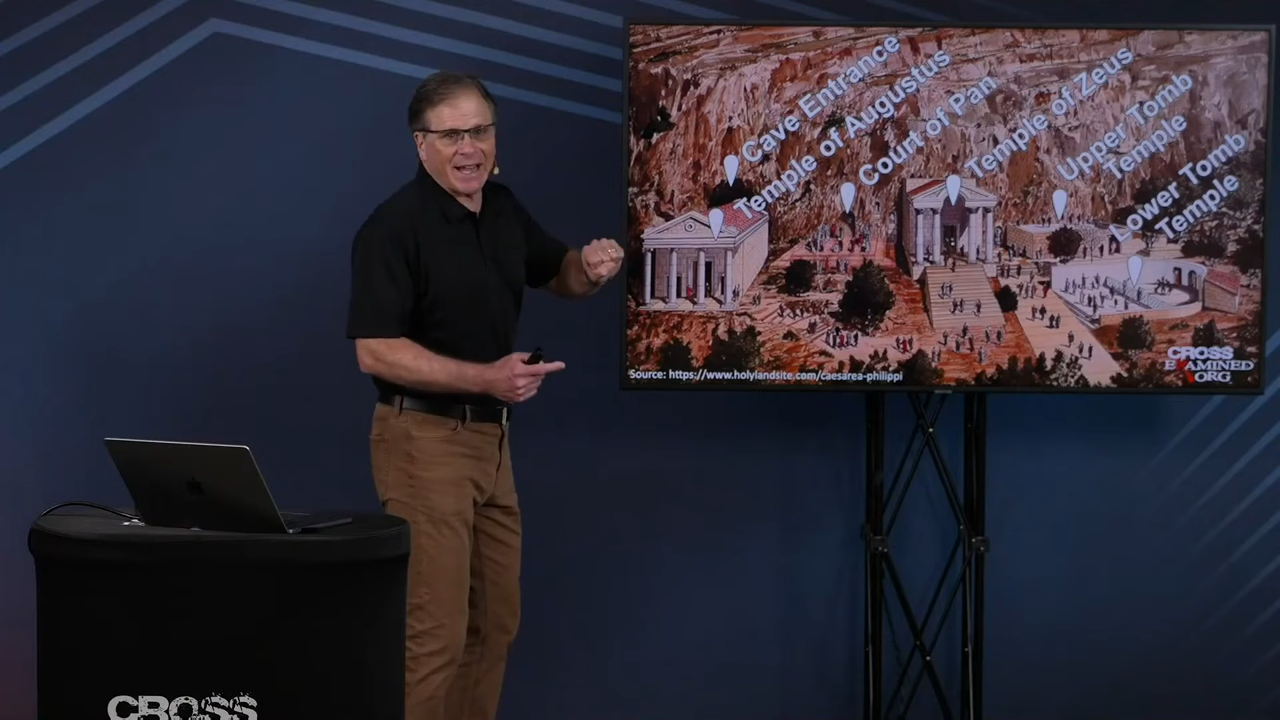 Cave Entrance
Temple of Augustus
Court of Pan
Temple of Zeus
Upper Tomb
Temple
Lower Tomb
Temple
Source: https://www.holylandsite.com/caesarea-philippi
CROSS
EXAMINED
.ORG
CROSS